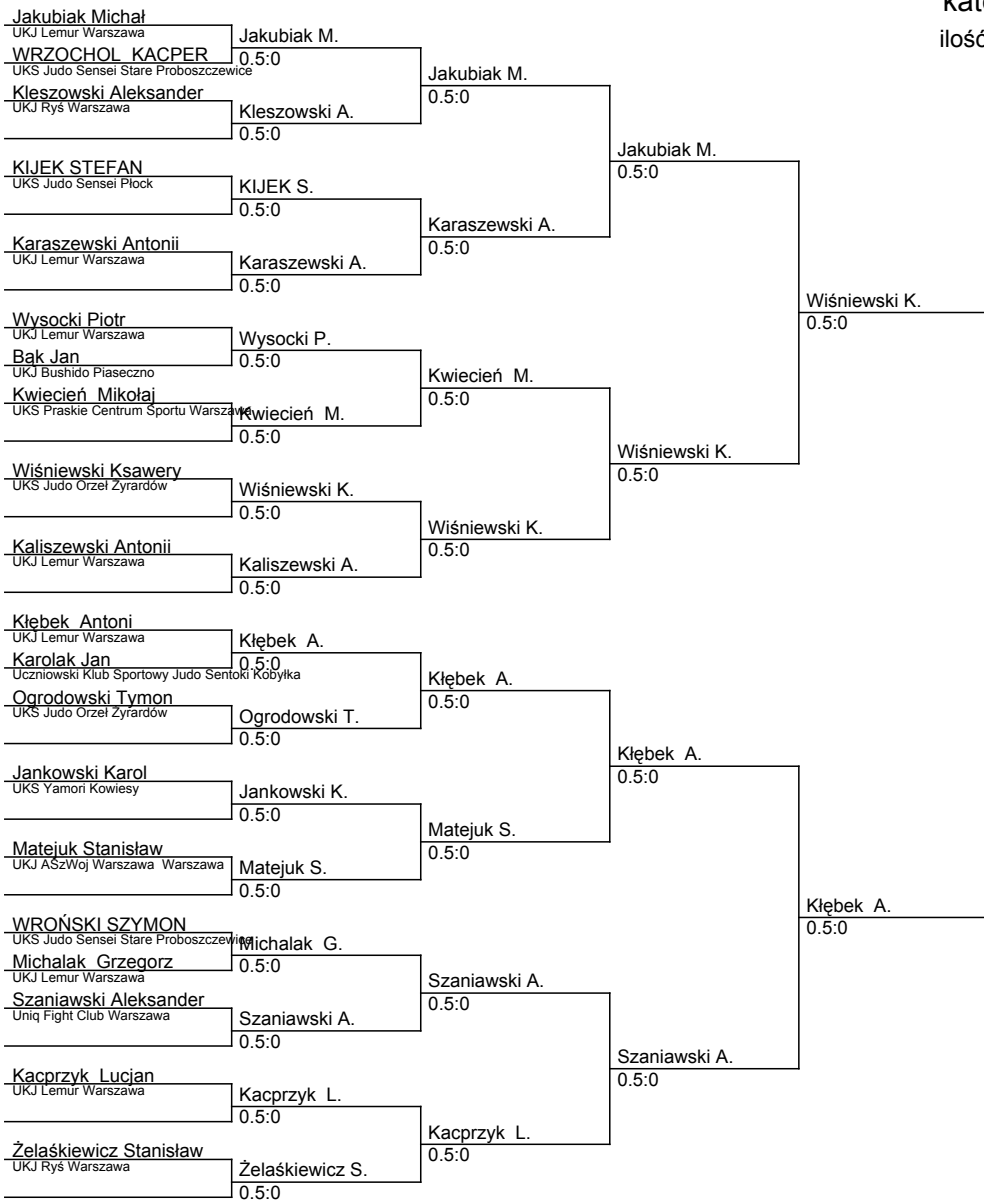 kate
ilość
Jakubiak Michał
UKJ Lemur Warszawa
WRZOCHOL KACPER
UKS Judo Sensei Stare Proboszczewice
Kleszowski Aleksander
UKJ Ryś Warszawa
KIJEK STEFAN
UKS Judo Sensei Płock
Karaszewski Antonii
UKJ Lemur Warszawa
Wysocki Piotr
UKJ Lemur Warszawa
Bąk Jan
UKJ Bushido Piaseczno
Kwiecień Mikołaj
UKS Praskie Centrum Sportu Warszawa
Wiśniewski Ksawery
UKS Judo Orzeł Żyrardów
Kaliszewski Antonii
UKJ Lemur Warszawa
Kłębek Antoni
UKJ Lemur Warszawa
Karolak Jan
Uczniowski Klub Sportowy Judo Sentoki Kobyłka
Ogrodowski Tymon
UKS Judo Orzeł Żyrardów
Jankowski Karol
UKS Yamori Kowiesy
Matejuk Stanisław
UKJ ASzWoj Warszawa Warszawa
WROŃSKI SZYMON
UKS Judo Sensei Stare Proboszczewice
Michalak Grzegorz
UKJ Lemur Warszawa
Szaniawski Aleksander
Uniq Fight Club Warszawa
Kacprzyk Lucjan
UKJ Lemur Warszawa
Żelaśkiewicz Stanisław
UKJ Ryś Warszawa
Jakubiak M.
0.5:0
Kleszowski A.
0.5:0
KIJEK S.
0.5:0
Karaszewski A.
0.5:0
Wysocki P.
0.5:0
Kwiecień M.
0.5:0
Wiśniewski K.
0.5:0
Kaliszewski A.
0.5:0
Kłębek A.
0.5:0
Ogrodowski T.
0.5:0
Jankowski K.
0.5:0
Matejuk S.
0.5:0
Michalak G.
0.5:0
Szaniawski A.
0.5:0
Kacprzyk L.
0.5:0
Żelaśkiewicz S.
0.5:0
Jakubiak M.
0.5:0
Karaszewski A.
0.5:0
Kwiecień M.
0.5:0
Wiśniewski K.
0.5:0
Kłębek A.
0.5:0
Matejuk S.
0.5:0
Szaniawski A.
0.5:0
Kacprzyk L.
0.5:0
Jakubiak M.
0.5:0
Wiśniewski K.
0.5:0
Kłębek A.
0.5:0
Szaniawski A.
0.5:0
Wiśniewski K.
0.5:0
Kłębek A.
0.5:0